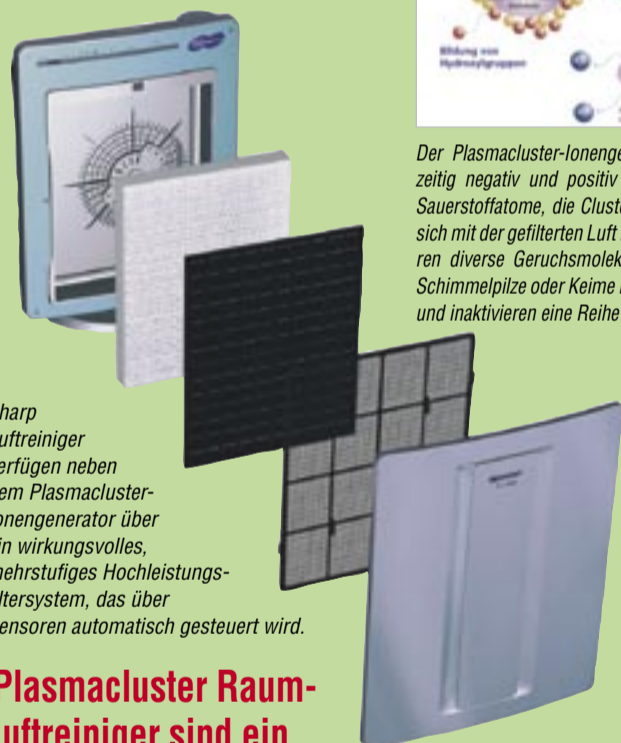 Bildung von
Hydroxylgruppen
Der Plasmacluster-Ionenge
zeitig negativ und positiv
Sauerstoffatome, die Cluste
sich mit der gefilterten Luft
ren diverse Geruchsmolek
Schimmelpilze oder Keime
und inaktivieren eine Reihe
harp
uftreiniger
erfügen neben
em Plasmacluster-
onengenerator über
in wirkungsvolles,
mehrstufiges Hochleistungs-
ltersystem, das über
ensoren automatisch gesteuert wird.
Plasmacluster Raum-
uftreiniger sind ein